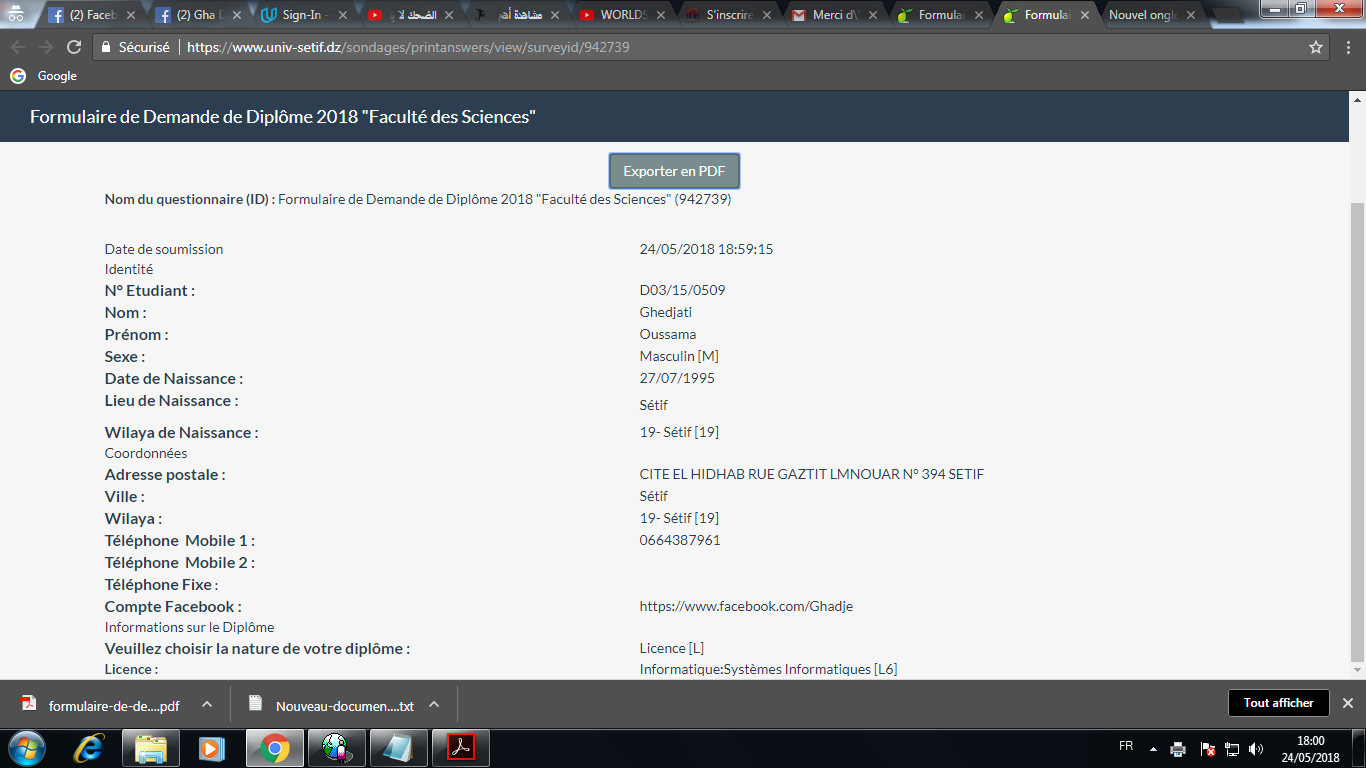 (2) Faceb
(2) Gha D
Sign-In -
الضحك لا
مشاهدة أهم
WORLDS
S'inscrire
Merci d'v
Formulai
Formulai
Nouvel ongl
Sécurisé https://www.univ-setif.dz/sondages/printanswers/view/surveyid/942739
Google
Formulaire de Demande de Diplôme 2018 "Faculté des Sciences"
Exporter en PDF
Nom du questionnaire (ID) : Formulaire de Demande de Diplôme 2018 "Faculté des Sciences" (942739)
Date de soumission 24/05/2018 18:59:15
Identité
N° Etudiant : D03/15/0509
Nom : Ghedjati
Prénom : Oussama
Sexe : Masculin [M]
Date de Naissance : 27/07/1995
Lieu de Naissance : Sétif
Wilaya de Naissance : 19- Sétif [19]
Coordonnées
Adresse postale : CITE EL HIDHAB RUE GAZTIT LMNOUAR N° 394 SETIF
Ville : Sétif
Wilaya : 19- Sétif [19]
Téléphone Mobile 1 : 0664387961
Téléphone Mobile 2 :
Téléphone Fixe :
Compte Facebook : https://www.facebook.com/Ghadje
Informations sur le Diplôme
Veuillez choisir la nature de votre diplôme : Licence [L]
Licence : Informatique:Systèmes Informatiques [L6]
formulaire-de-de....pdf
Nouveau-documen....txt
Tout afficher
FR
18:00
24/05/2018